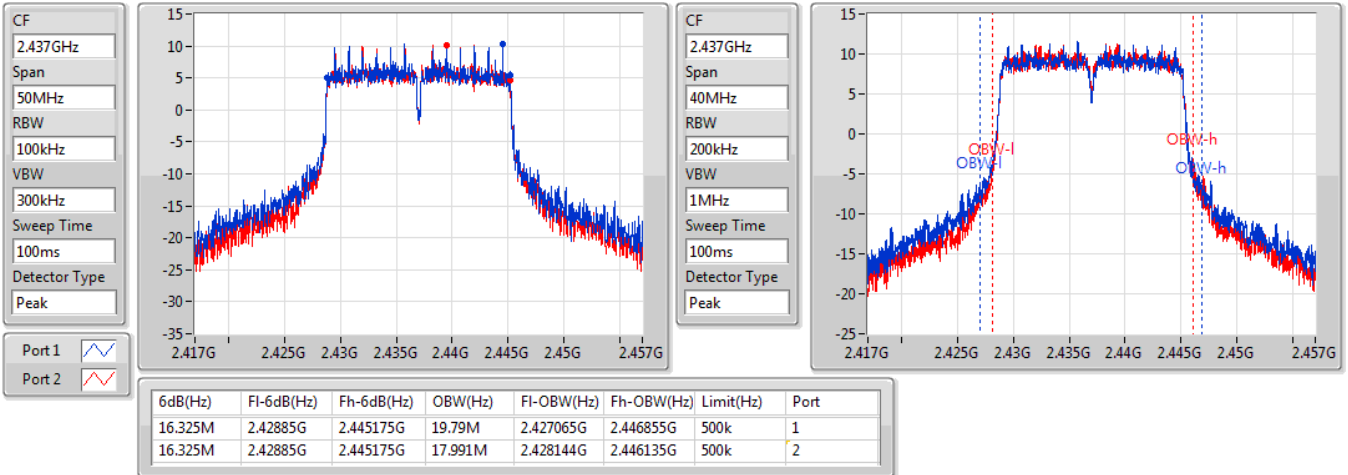 CF
2.437GHz
Span
50MHz
RBW
100kHz
VBW
300kHz
Sweep Time
100ms
Detector Type
Peak
15
10
5
0
-5
-10
-15
-20
-25
-30
-35
2.417G 2.425G 2.43G 2.435G 2.44G 2.445G 2.45G 2.457G
CF
2.437GHz
Span
40MHz
RBW
200kHz
VBW
1MHz
Sweep Time
100ms
Detector Type
Peak
15
10
5
0
-5
-10
-15
-20
-25
OBW-l
OBW-l
OBW-h
OBW-h
2.417G 2.425G 2.43G 2.435G 2.44G 2.445G 2.45G 2.457G
Port 1
Port 2
6dB(Hz) Fl-6dB(Hz) Fh-6dB(Hz) OBW(Hz) Fl-OBW(Hz) Fh-OBW(Hz) Limit(Hz) Port
16.325M 2.42885G 2.445175G 19.79M 2.427065G 2.446855G 500k 1
16.325M 2.42885G 2.445175G 17.991M 2.428144G 2.446135G 500k 2